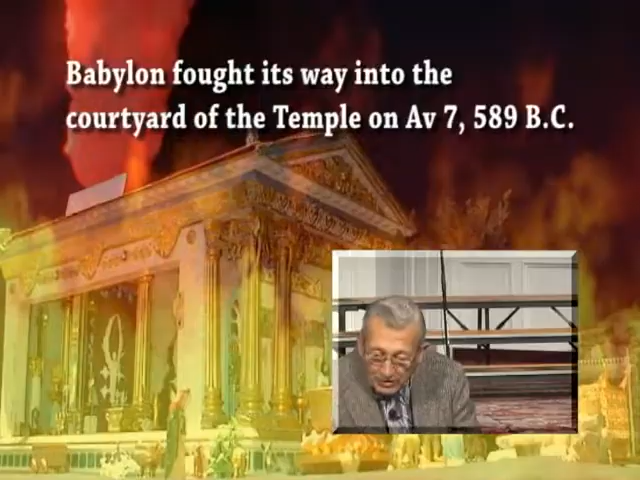 Babylon fought its way into the
courtyard of the Temple on Av 7, 589 B.C.